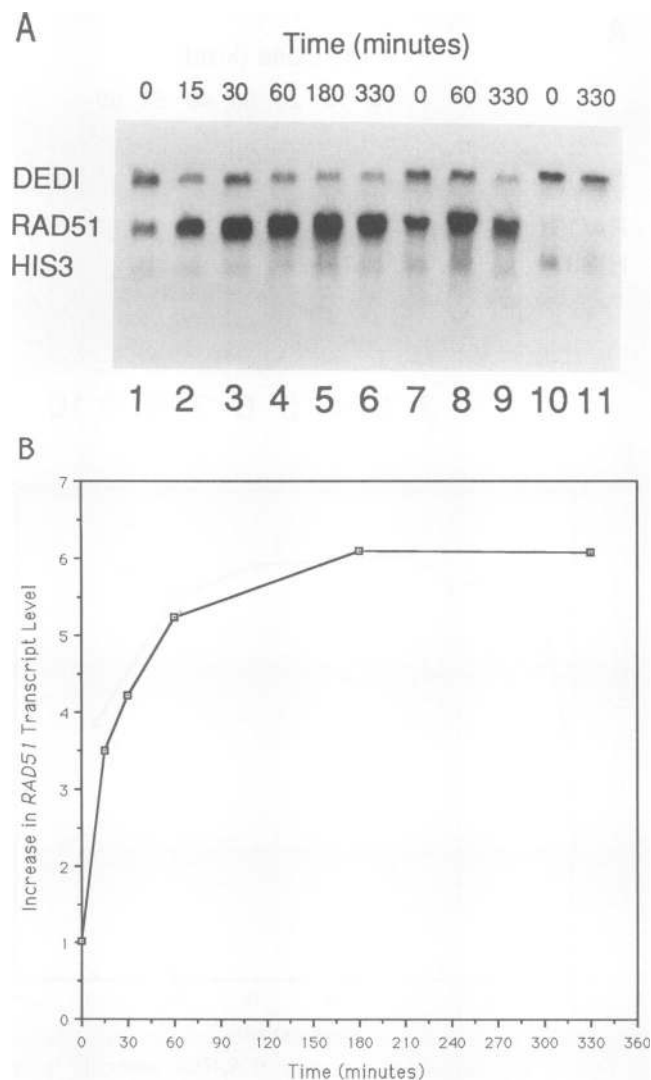 A
Time (minutes)
0 15 30 60 180 330 0 60 330 0 330
DEDI
RAD51
HIS3
1 2 3 4 5 6 7 8 9 10 11
B
7
6
5
4
3
2
1
0
Increase in RAD51 Transcript Level
0 30 60 90 120 150 180 210 240 270 300 330 360
Time (minutes)